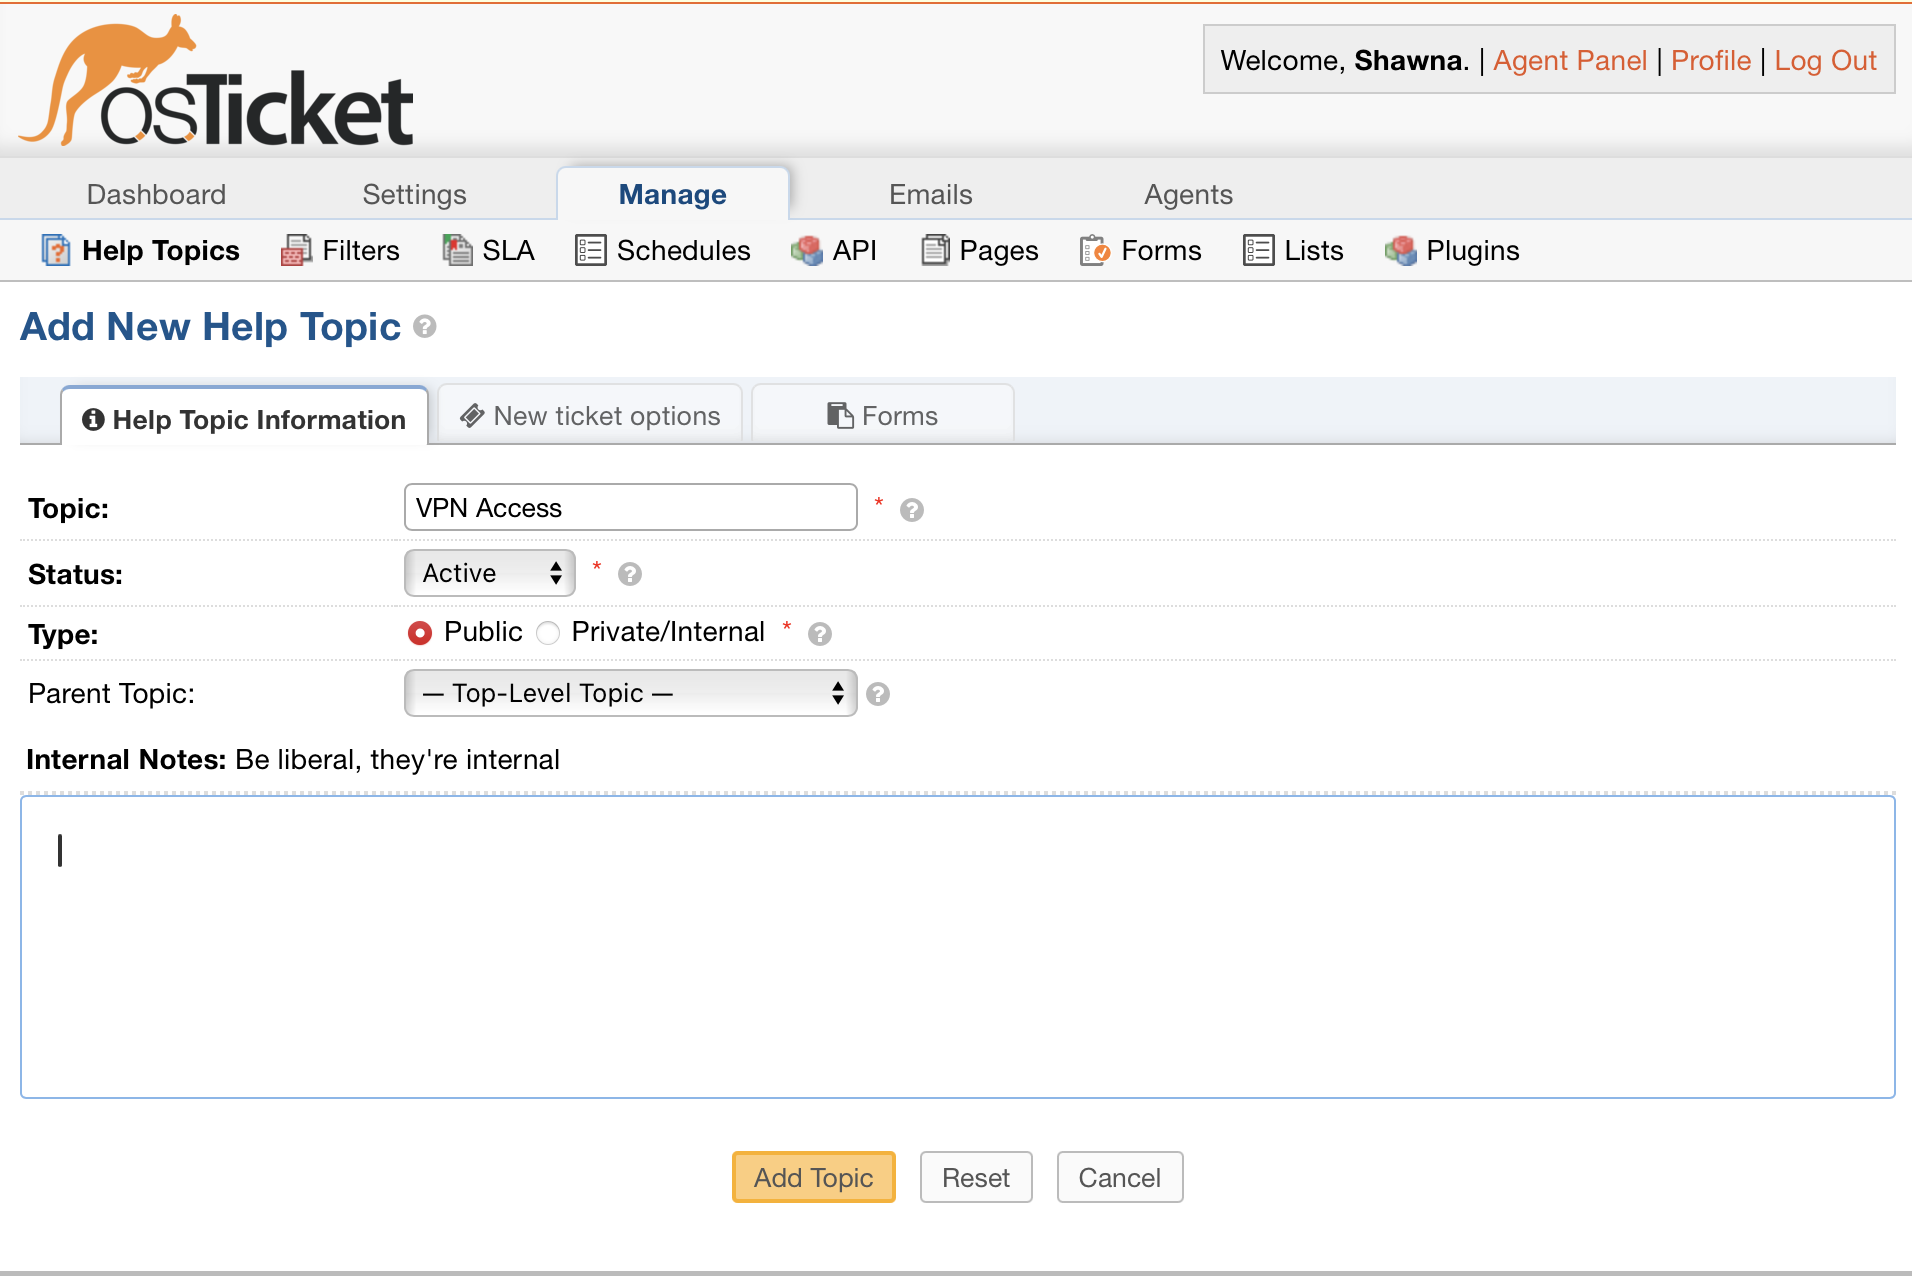 osTicket
Welcome, Shawna. | Agent Panel | Profile | Log Out
Dashboard Settings Manage Emails Agents
Help Topics Filters SLA Schedules API Pages Forms Lists Plugins
Add New Help Topic
Help Topic Information New ticket options Forms
Topic: VPN Access *
Status: Active *
Type: Public Private/Internal *
Parent Topic: — Top-Level Topic —
Internal Notes: Be liberal, they're internal
Add Topic Reset Cancel